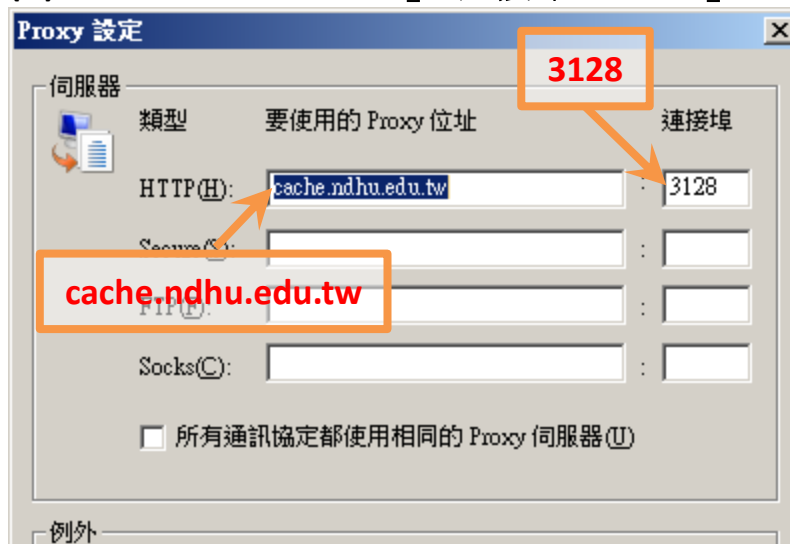 Proxy 設定
3128
伺服器
類型 要使用的 Proxy 位址 連接埠
HTTP(H): cache.ndhu.edu.tw : 3128
Secure(S): :
cache.ndhu.edu.tw
FTP(F): :
Socks(C): :
所有通訊協定都使用相同的 Proxy 伺服器(U)
例外